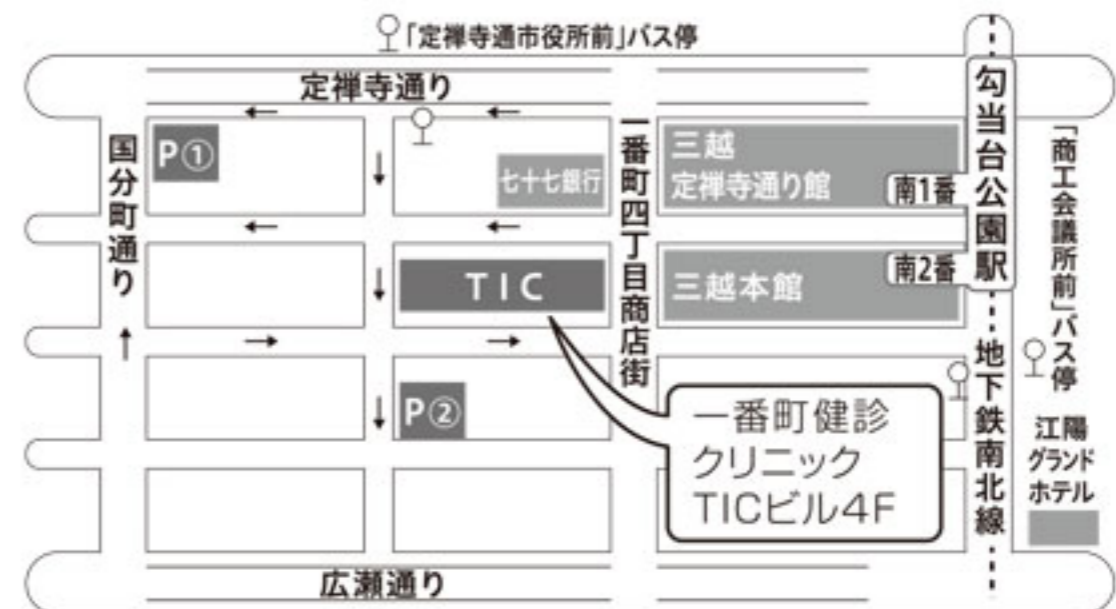 「定禅寺通市役所前」バス停
定禅寺通り
勾当台公園駅
国分町通り
P①
七十七銀行
一番町四丁目商店街
三越
定禅寺通り館
南1番
「商工会議所前」バス停
TIC
三越本館
南2番
P②
地下鉄南北線
一番町健診
クリニック
TICビル4F
江陽
グランド
ホテル
広瀬通り